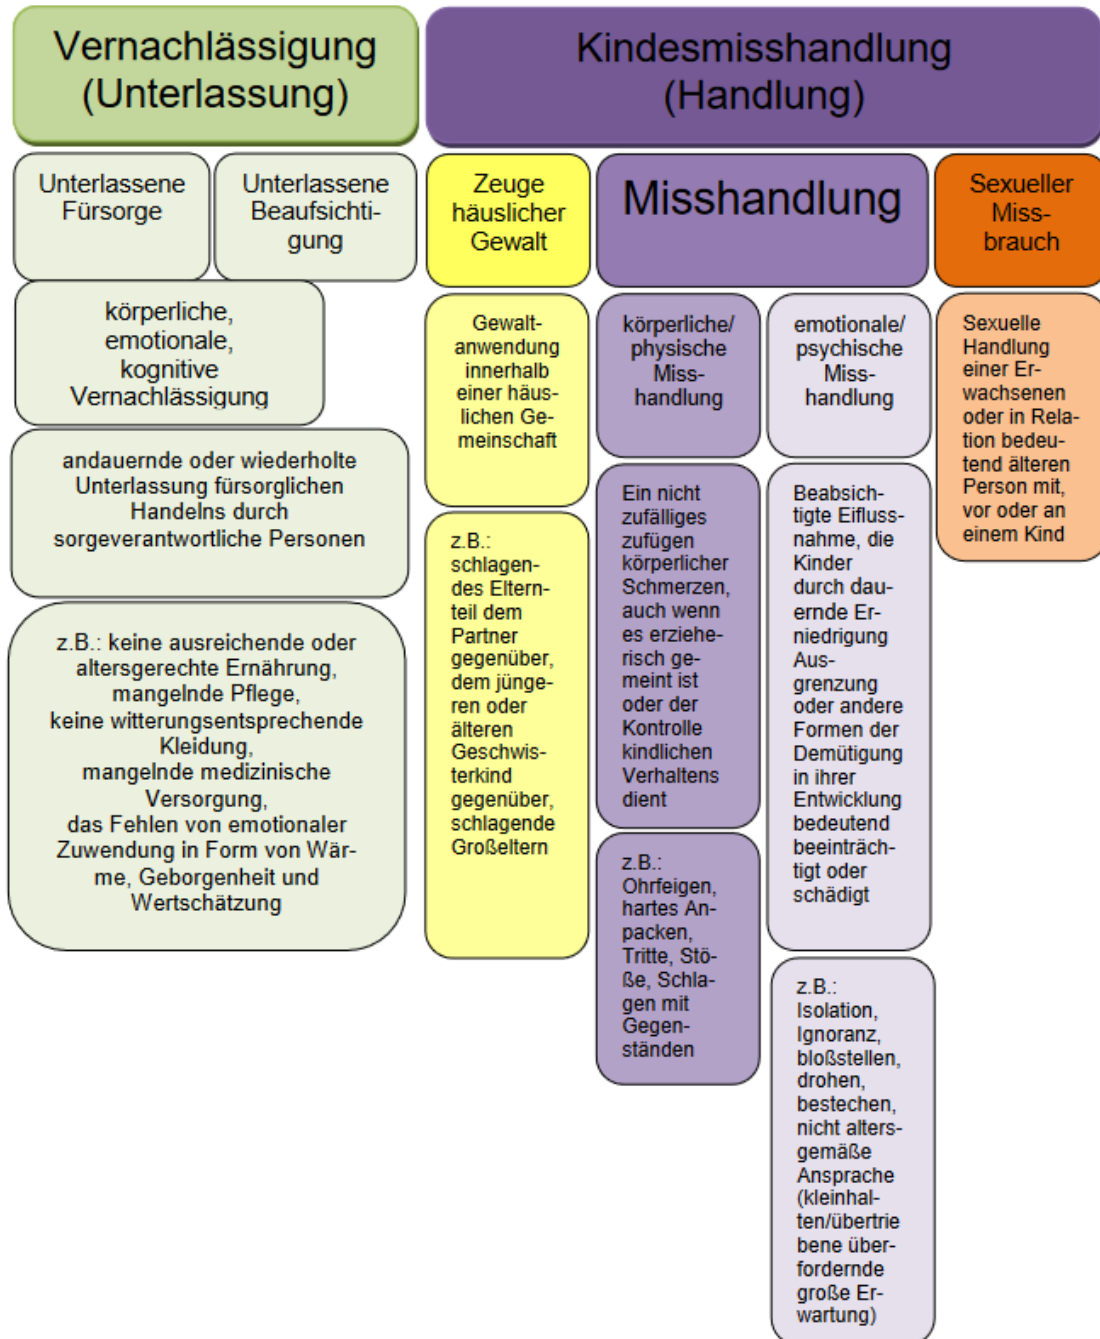 Vernachlässigung
(Unterlassung)
Kindesmisshandlung
(Handlung)
Unterlassene
Fürsorge
Unterlassene
Beaufsichti-
gung
körperliche,
emotionale,
kognitive
Vernachlässigung
andauernde oder wiederholte
Unterlassung fürsorglichen
Handelns durch
sorgeverantwortliche Personen
z.B.: keine ausreichende oder
altersgerechte Ernährung,
mangelnde Pflege,
keine witterungsentsprechende
Kleidung,
mangelnde medizinische
Versorgung,
das Fehlen von emotionaler
Zuwendung in Form von Wär-
me, Geborgenheit und
Wertschätzung
Zeuge
häuslicher
Gewalt
Gewalt-
anwendung
innerhalb
einer häus-
lichen Ge-
meinschaft
z.B.:
schlagen-
des Eltern-
teil dem
Partner
gegenüber,
dem jünge-
ren oder
älteren
Geschwis-
terkind
gegenüber,
schlagende
Großeltern
Misshandlung
körperliche/
physische
Miss-
handlung
Ein nicht
zufälliges
zufügen
körperlicher
Schmerzen,
auch wenn
es erziehe-
risch ge-
meint ist
oder der
Kontrolle
kindlichen
Verhaltens
dient
z.B.:
Ohrfeigen,
hartes An-
packen,
Tritte, Stö-
ße, Schla-
gen mit
Gegen-
ständen
emotionale/
psychische
Miss-
handlung
Beabsich-
tigte Eifluss-
nahme, die
Kinder
durch dau-
ernde Er-
niedrigung
Aus-
grenzung
oder andere
Formen der
Demütigung
in ihrer
Entwicklung
bedeutend
beeinträch-
tigt oder
schädigt
z.B.:
Isolation,
Ignoranz,
bloßstellen,
drohen,
bestechen,
nicht alters-
gemäße
Ansprache
(kleinhal-
ten/übertrie
bene über-
fordernde
große Er-
wartung)
Sexueller
Miss-
brauch
Sexuelle
Handlung
einer Er-
wachsenen
oder in Rela-
tion bedeu-
tend älteren
Person mit,
vor oder an
einem Kind